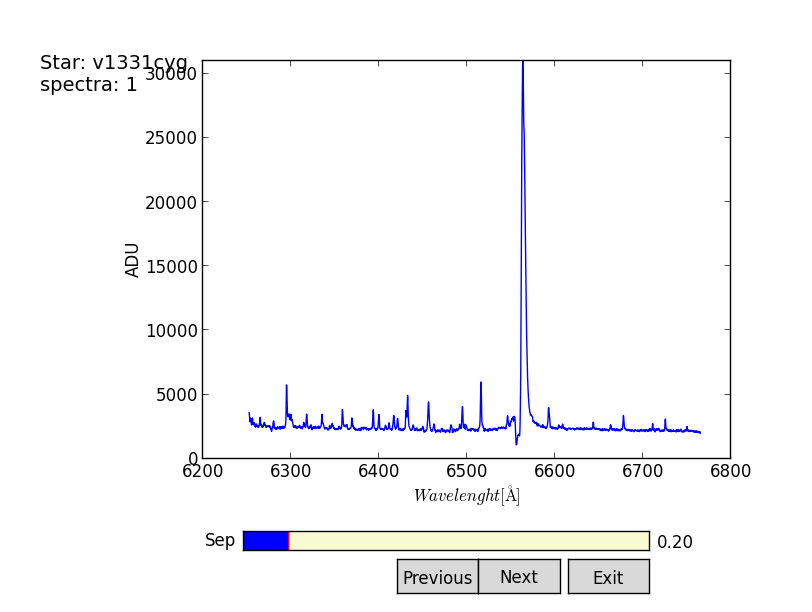 Star: v1331cyg
spectra: 1
30000
25000
20000
15000
10000
5000
0
ADU
6200 6300 6400 6500 6600 6700 6800
Wavelenght[Å]
Sep 0.20
Previous Next Exit